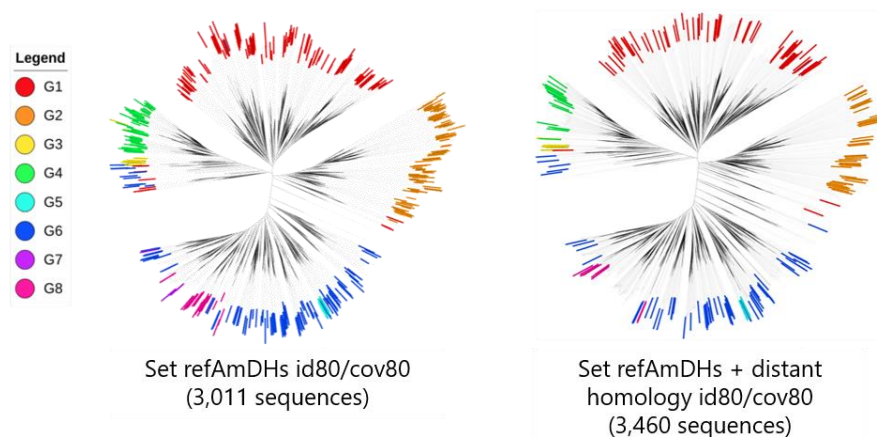 Legend
G1
G2
G3
G4
G5
G6
G7
G8
Set refAmDHs id80/cov80
(3,011 sequences)
Set refAmDHs + distant
homology id80/cov80
(3,460 sequences)